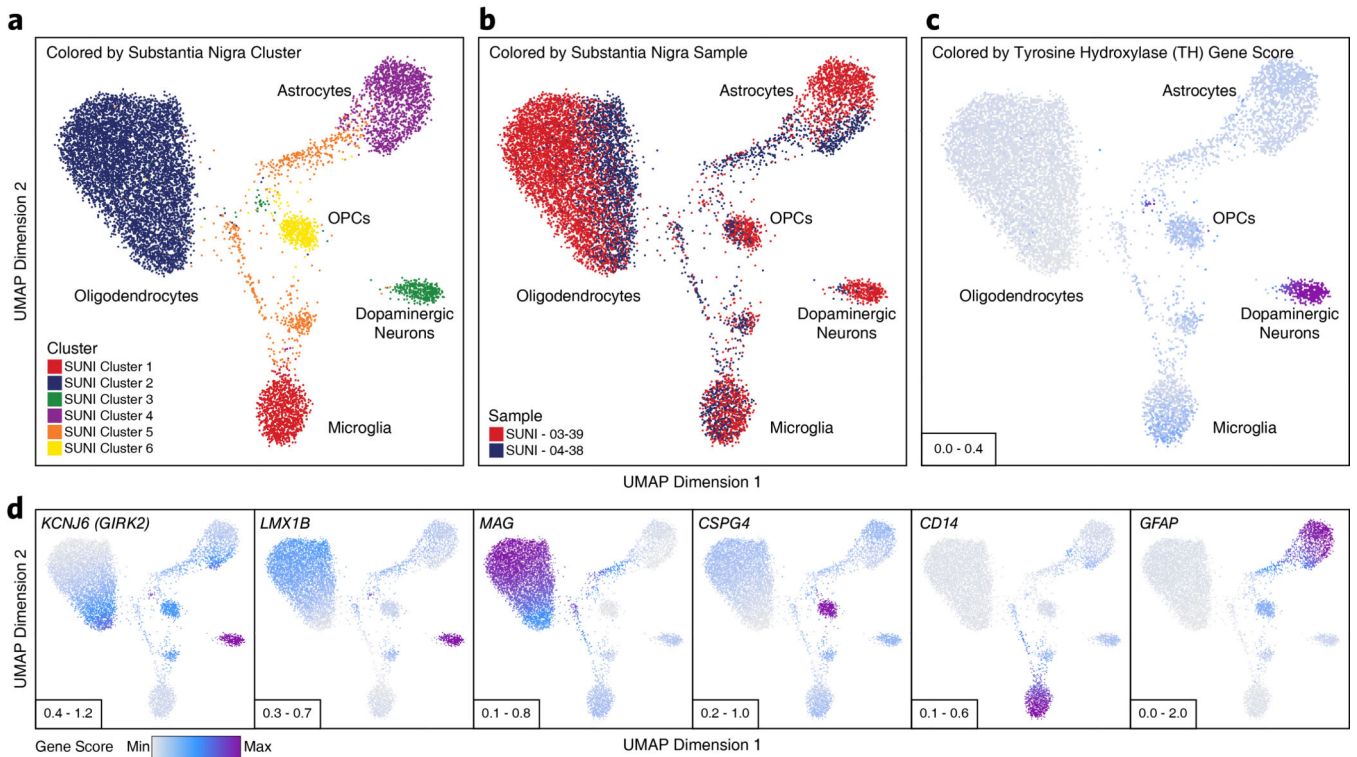 a
b
c
Colored by Substantia Nigra Cluster
Astrocytes
OPCs
Oligodendrocytes
Dopaminergic
Neurons
Microglia
Cluster
SUNI Cluster 1
SUNI Cluster 2
SUNI Cluster 3
SUNI Cluster 4
SUNI Cluster 5
SUNI Cluster 6
UMAP Dimension 2
Colored by Substantia Nigra Sample
Astrocytes
OPCs
Oligodendrocytes
Dopaminergic
Neurons
Microglia
Sample
SUNI - 03-39
SUNI - 04-38
Colored by Tyrosine Hydroxylase (TH) Gene Score
Astrocytes
OPCs
Oligodendrocytes
Dopaminergic
Neurons
Microglia
0.0 - 0.4
UMAP Dimension 1
d
UMAP Dimension 2
KCNJ6 (GIRK2)
0.4 - 1.2
LMX1B
0.3 - 0.7
MAG
0.1 - 0.8
CSPG4
0.2 - 1.0
CD14
0.1 - 0.6
GFAP
0.0 - 2.0
Gene Score Min Max
UMAP Dimension 1